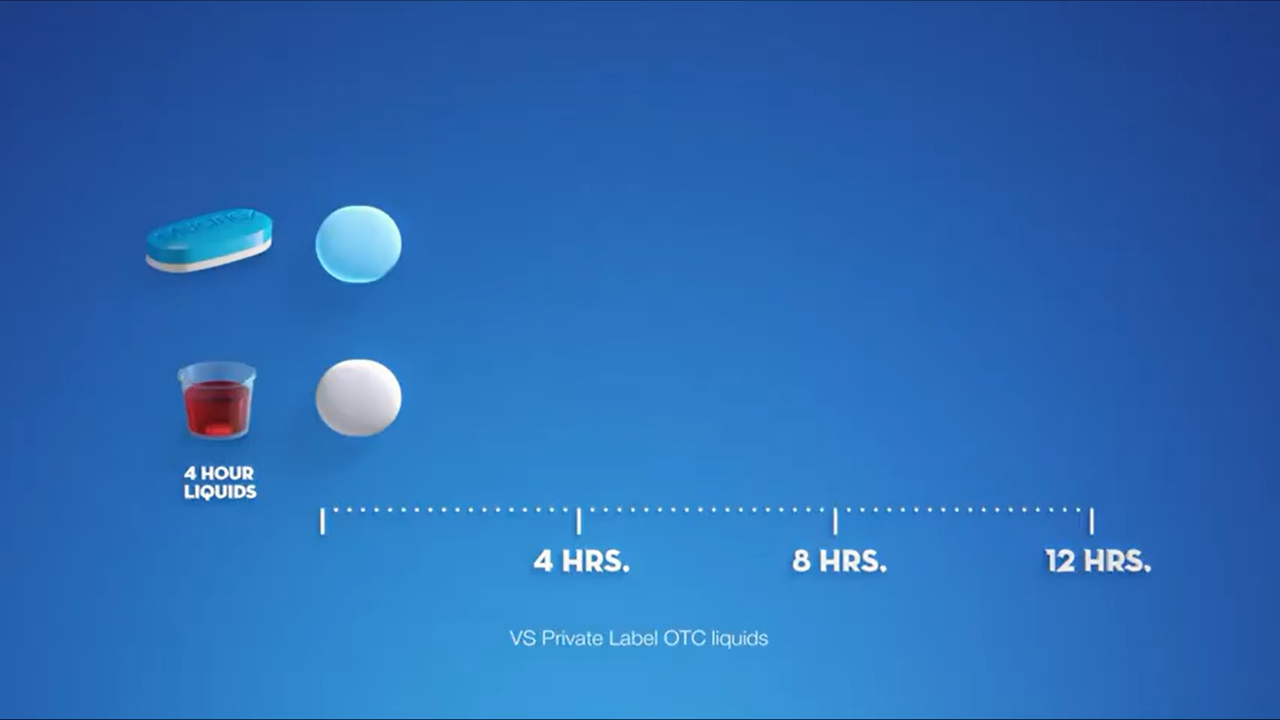 4 HOUR
LIQUIDS
4 HRS.
8 HRS.
12 HRS.
VS Private Label OTC liquids